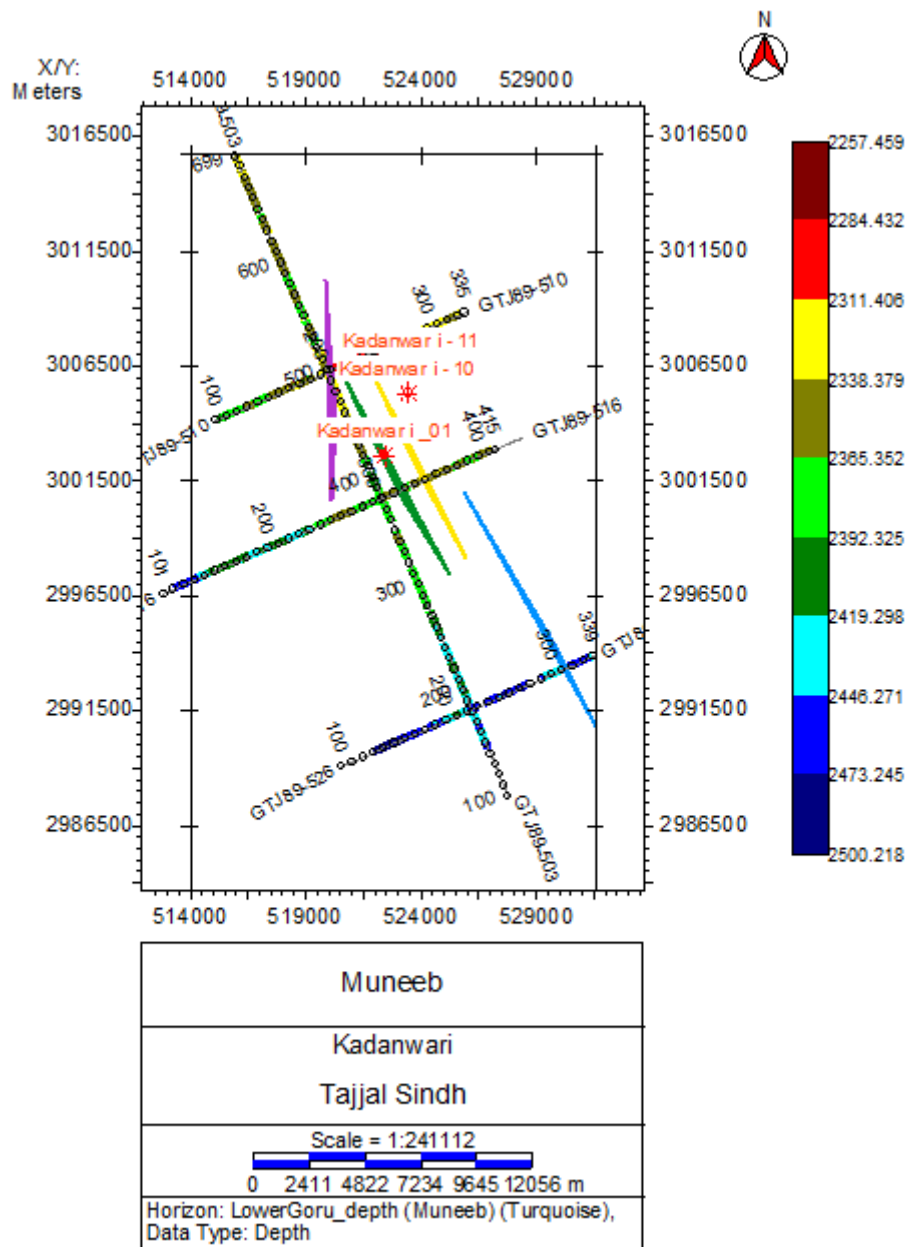 N
X/Y:
Meters
514000 519000 524000 529000
3016500 3016500
3011500 3011500
3006500 3006500
3001500 3001500
2996500 2996500
2991500 2991500
2986500 2986500
514000 519000 524000 529000
699
600
300 335 GTJ89-510
Kadanwari-11
500
Kadanwari-10
100
Kadanwari_01
415
400
GTJ89-516
400
200
101
300
339
300
200
200
100
GTJ89-526
100
GTJ89-503
2257.459
2284.432
2311.406
2338.379
2365.352
2392.325
2419.298
2446.271
2473.245
2500.218
Muneeb
Kadanwari
Tajjal Sindh
Scale = 1:241112
0 2411 4822 7234 9645 12056 m
Horizon: LowerGoru_depth (Muneeb) (Turquoise),
Data Type: Depth